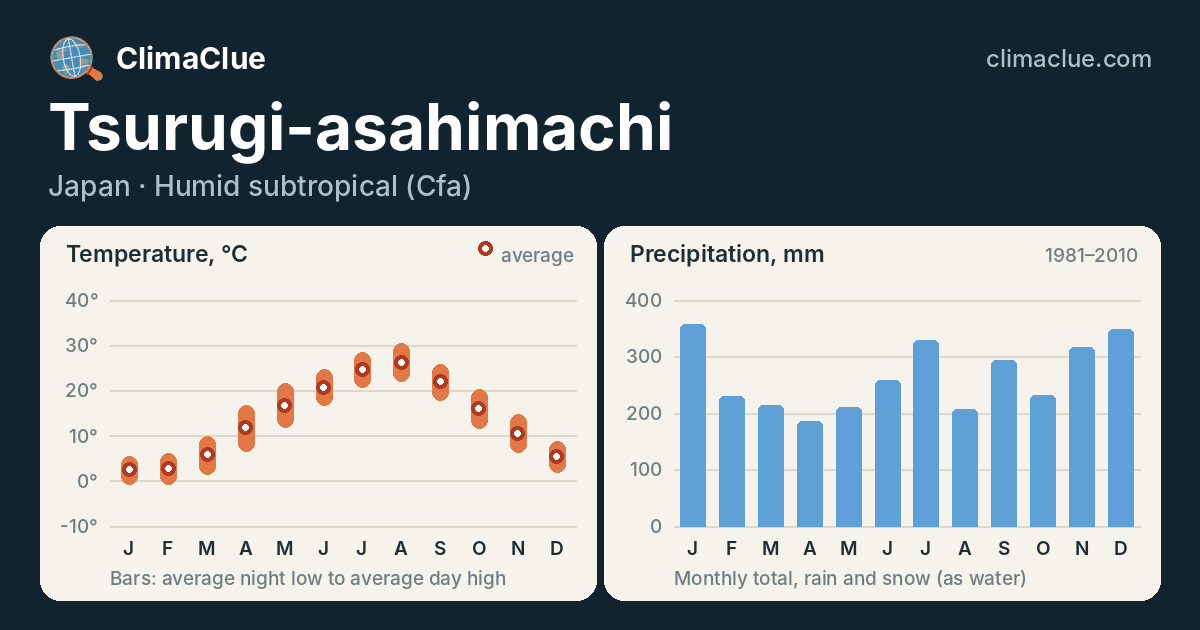 ClimaClue
climaclue.com
Tsurugi-asahimachi
Japan · Humid subtropical (Cfa)
Temperature, °C
average
40°
30°
20°
10°
0°
-10°
J F M A M J J A S O N D
Bars: average night low to average day high
Precipitation, mm
1981–2010
400
300
200
100
0
J F M A M J J A S O N D
Monthly total, rain and snow (as water)